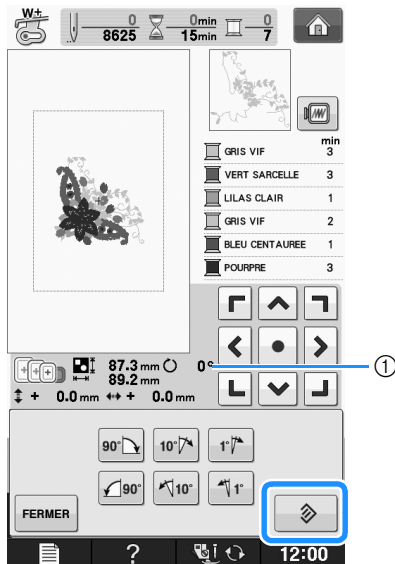 W+
0
8625
0min
15min
0
7
min
GRIS VIF 3
VERT SARCELLE 3
LILAS CLAIR 1
GRIS VIF 2
BLEU CENTAUREE 1
POURPRE 3
87.3 mm 0°
89.2 mm
+ 0.0 mm + 0.0 mm
①
90° 10° 1°
90° 10° 1°
FERMER
? 12:00